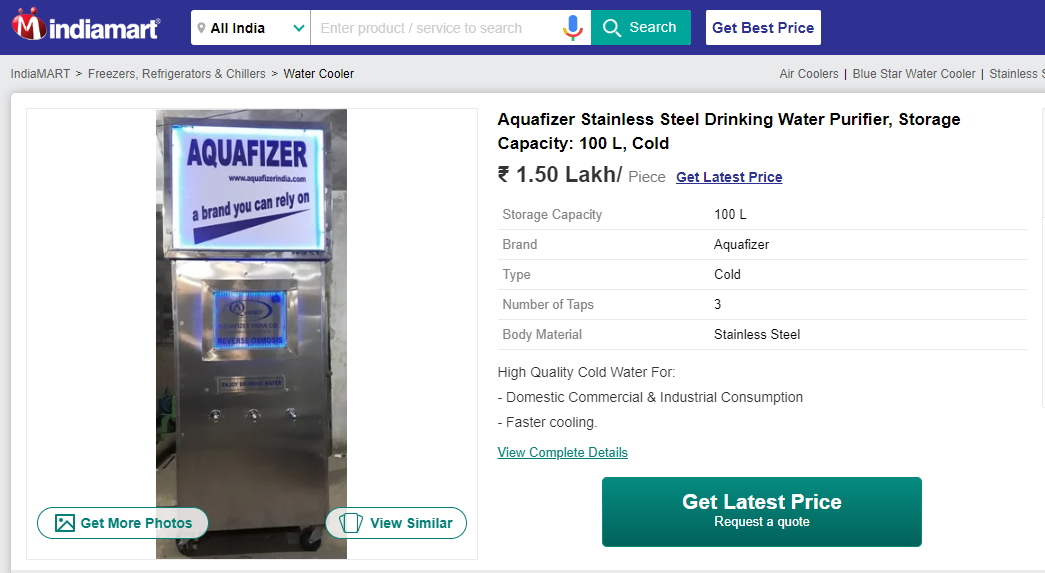 indiamart
All India
Enter product / service to search
Search
Get Best Price
IndiaMART > Freezers, Refrigerators & Chillers > Water Cooler
Air Coolers | Blue Star Water Cooler | Stainless S
AQUAFIZER
www.aquafizerindia.com
a brand you can rely on
REVERSE OSMOSIS
ENJOY DRINKING WATER
Get More Photos
View Similar
Aquafizer Stainless Steel Drinking Water Purifier, Storage
Capacity: 100 L, Cold
₹ 1.50 Lakh/ Piece Get Latest Price
Storage Capacity 100 L
Brand Aquafizer
Type Cold
Number of Taps 3
Body Material Stainless Steel
High Quality Cold Water For:
- Domestic Commercial & Industrial Consumption
- Faster cooling.
View Complete Details
Get Latest Price
Request a quote